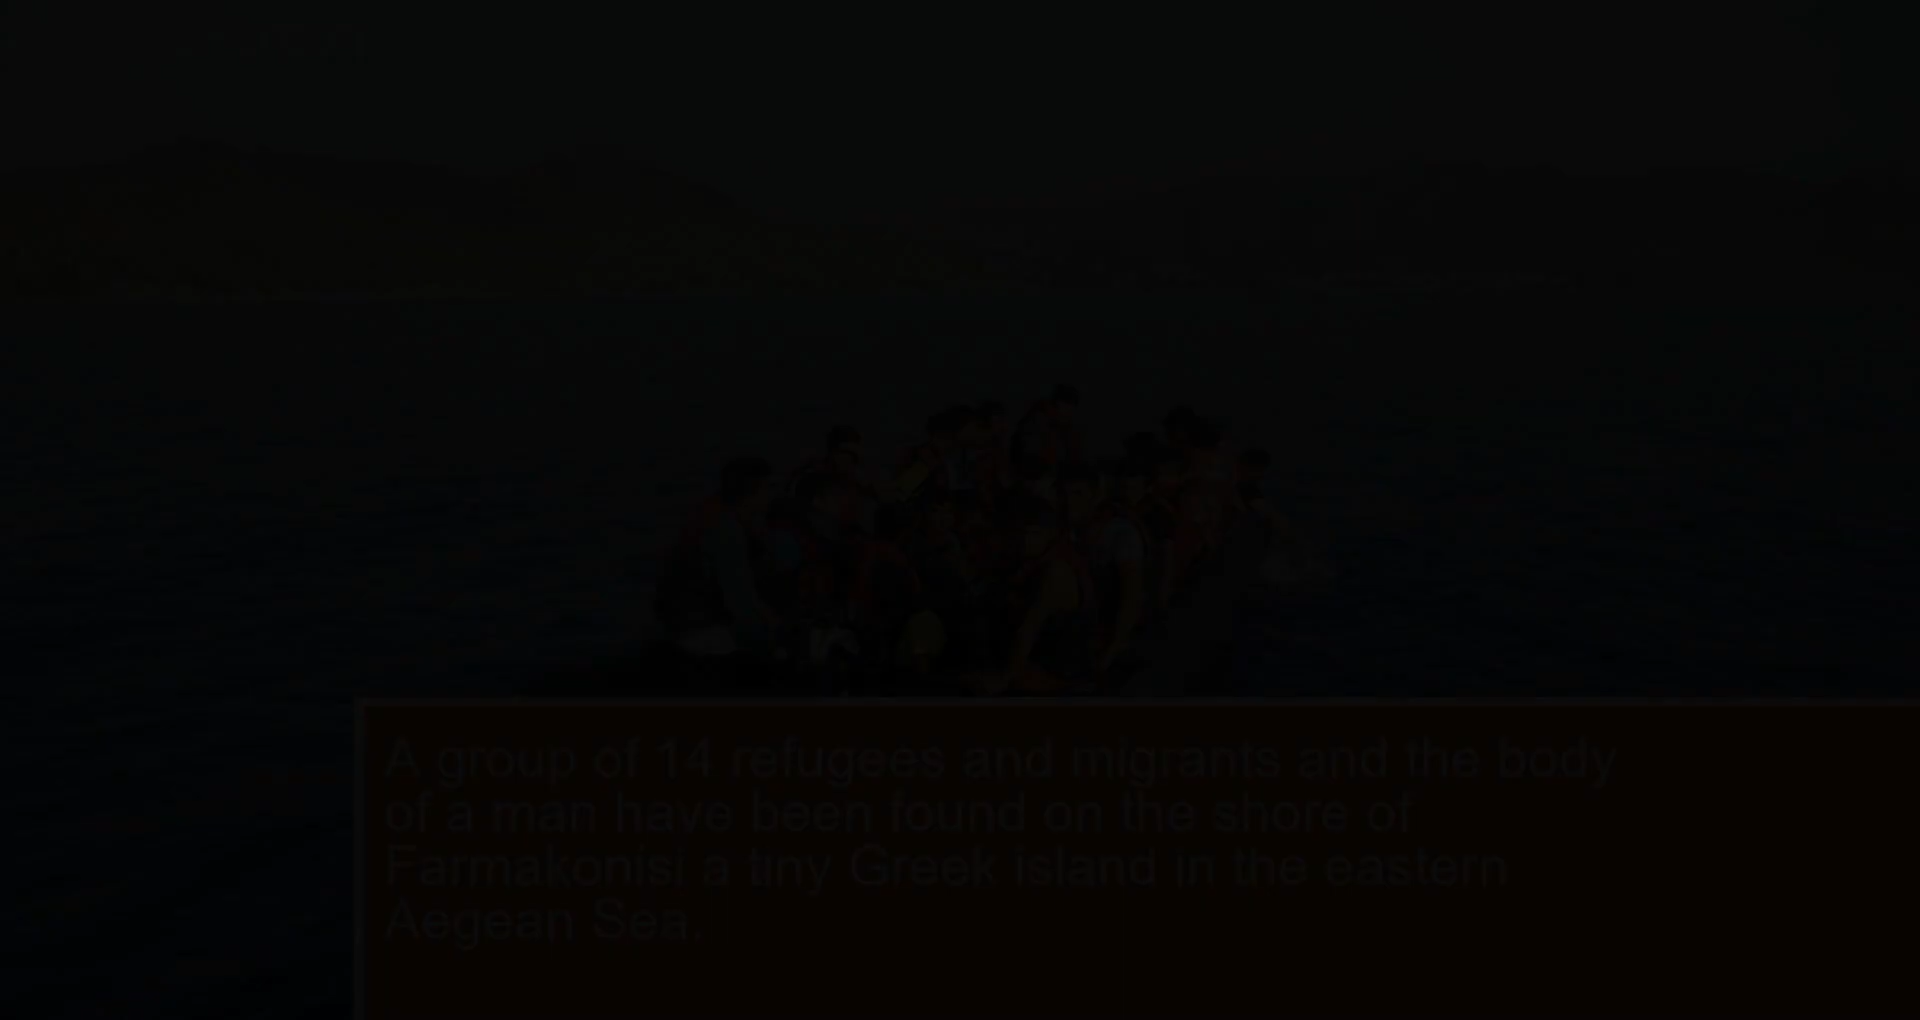 A group of 14 refugees and migrants and the body
of a man have been found on the shore of
Farmakonisi a tiny Greek island in the eastern
Aegean Sea.